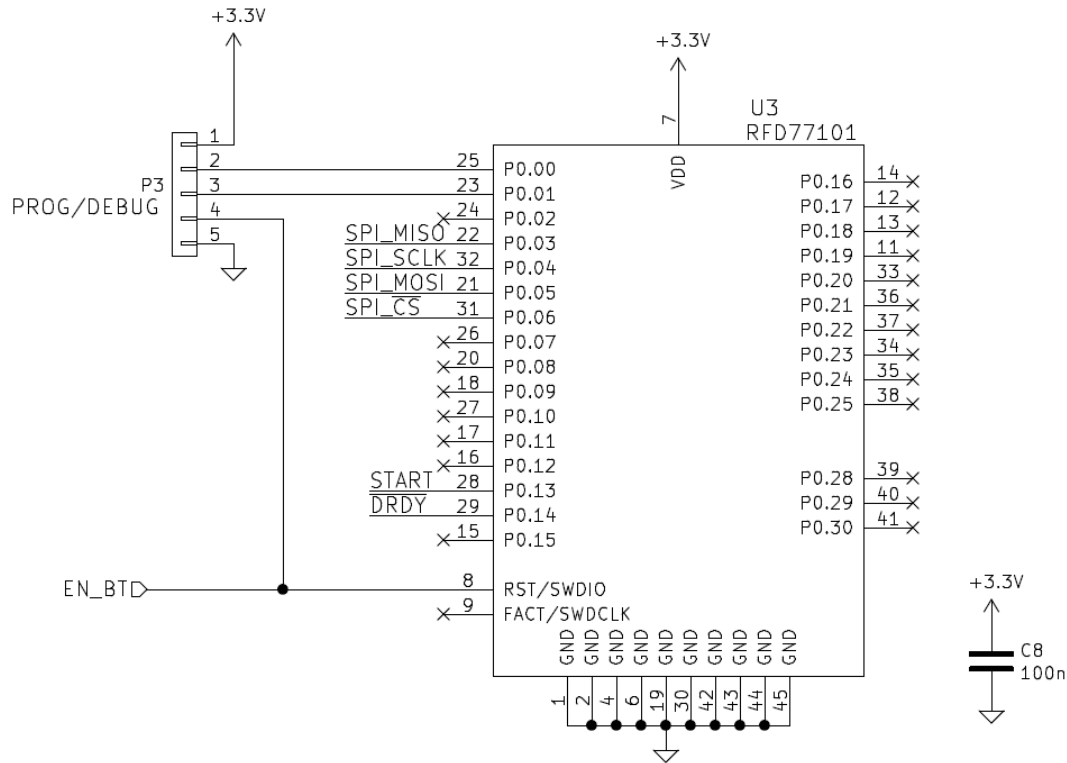 +3.3V
+3.3V
U3
RFD77101
7
VDD
P3
PROG/DEBUG
1
2
3
4
5
25 P0.00
23 P0.01
24 P0.02
SPI_MISO 22 P0.03
SPI_SCLK 32 P0.04
SPI_MOSI 21 P0.05
SPI_C̅S̅ 31 P0.06
26 P0.07
20 P0.08
18 P0.09
27 P0.10
17 P0.11
16 P0.12
START 28 P0.13
D̅R̅D̅Y̅ 29 P0.14
15 P0.15
EN_BT
8 RST/SWDIO
9 FACT/SWDCLK
P0.16 14
P0.17 12
P0.18 13
P0.19 11
P0.20 33
P0.21 36
P0.22 37
P0.23 34
P0.24 35
P0.25 38
P0.28 39
P0.29 40
P0.30 41
GND GND GND GND GND GND GND GND GND GND
1 2 4 6 19 30 42 43 44 45
+3.3V
C8
100n